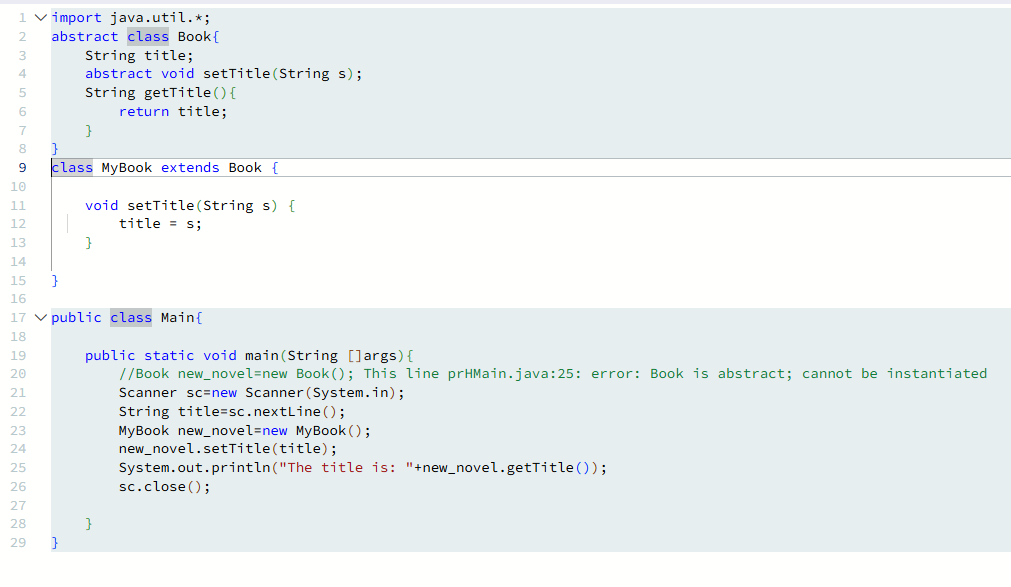 1 import java.util.*;
2 abstract class Book{
3     String title;
4     abstract void setTitle(String s);
5     String getTitle(){
6         return title;
7     }
8 }
9 class MyBook extends Book {
10
11     void setTitle(String s) {
12         title = s;
13     }
14
15 }
16
17 public class Main{
18
19     public static void main(String []args){
20         //Book new_novel=new Book(); This line prHMain.java:25: error: Book is abstract; cannot be instantiated
21         Scanner sc=new Scanner(System.in);
22         String title=sc.nextLine();
23         MyBook new_novel=new MyBook();
24         new_novel.setTitle(title);
25         System.out.println("The title is: "+new_novel.getTitle());
26         sc.close();
27
28     }
29 }